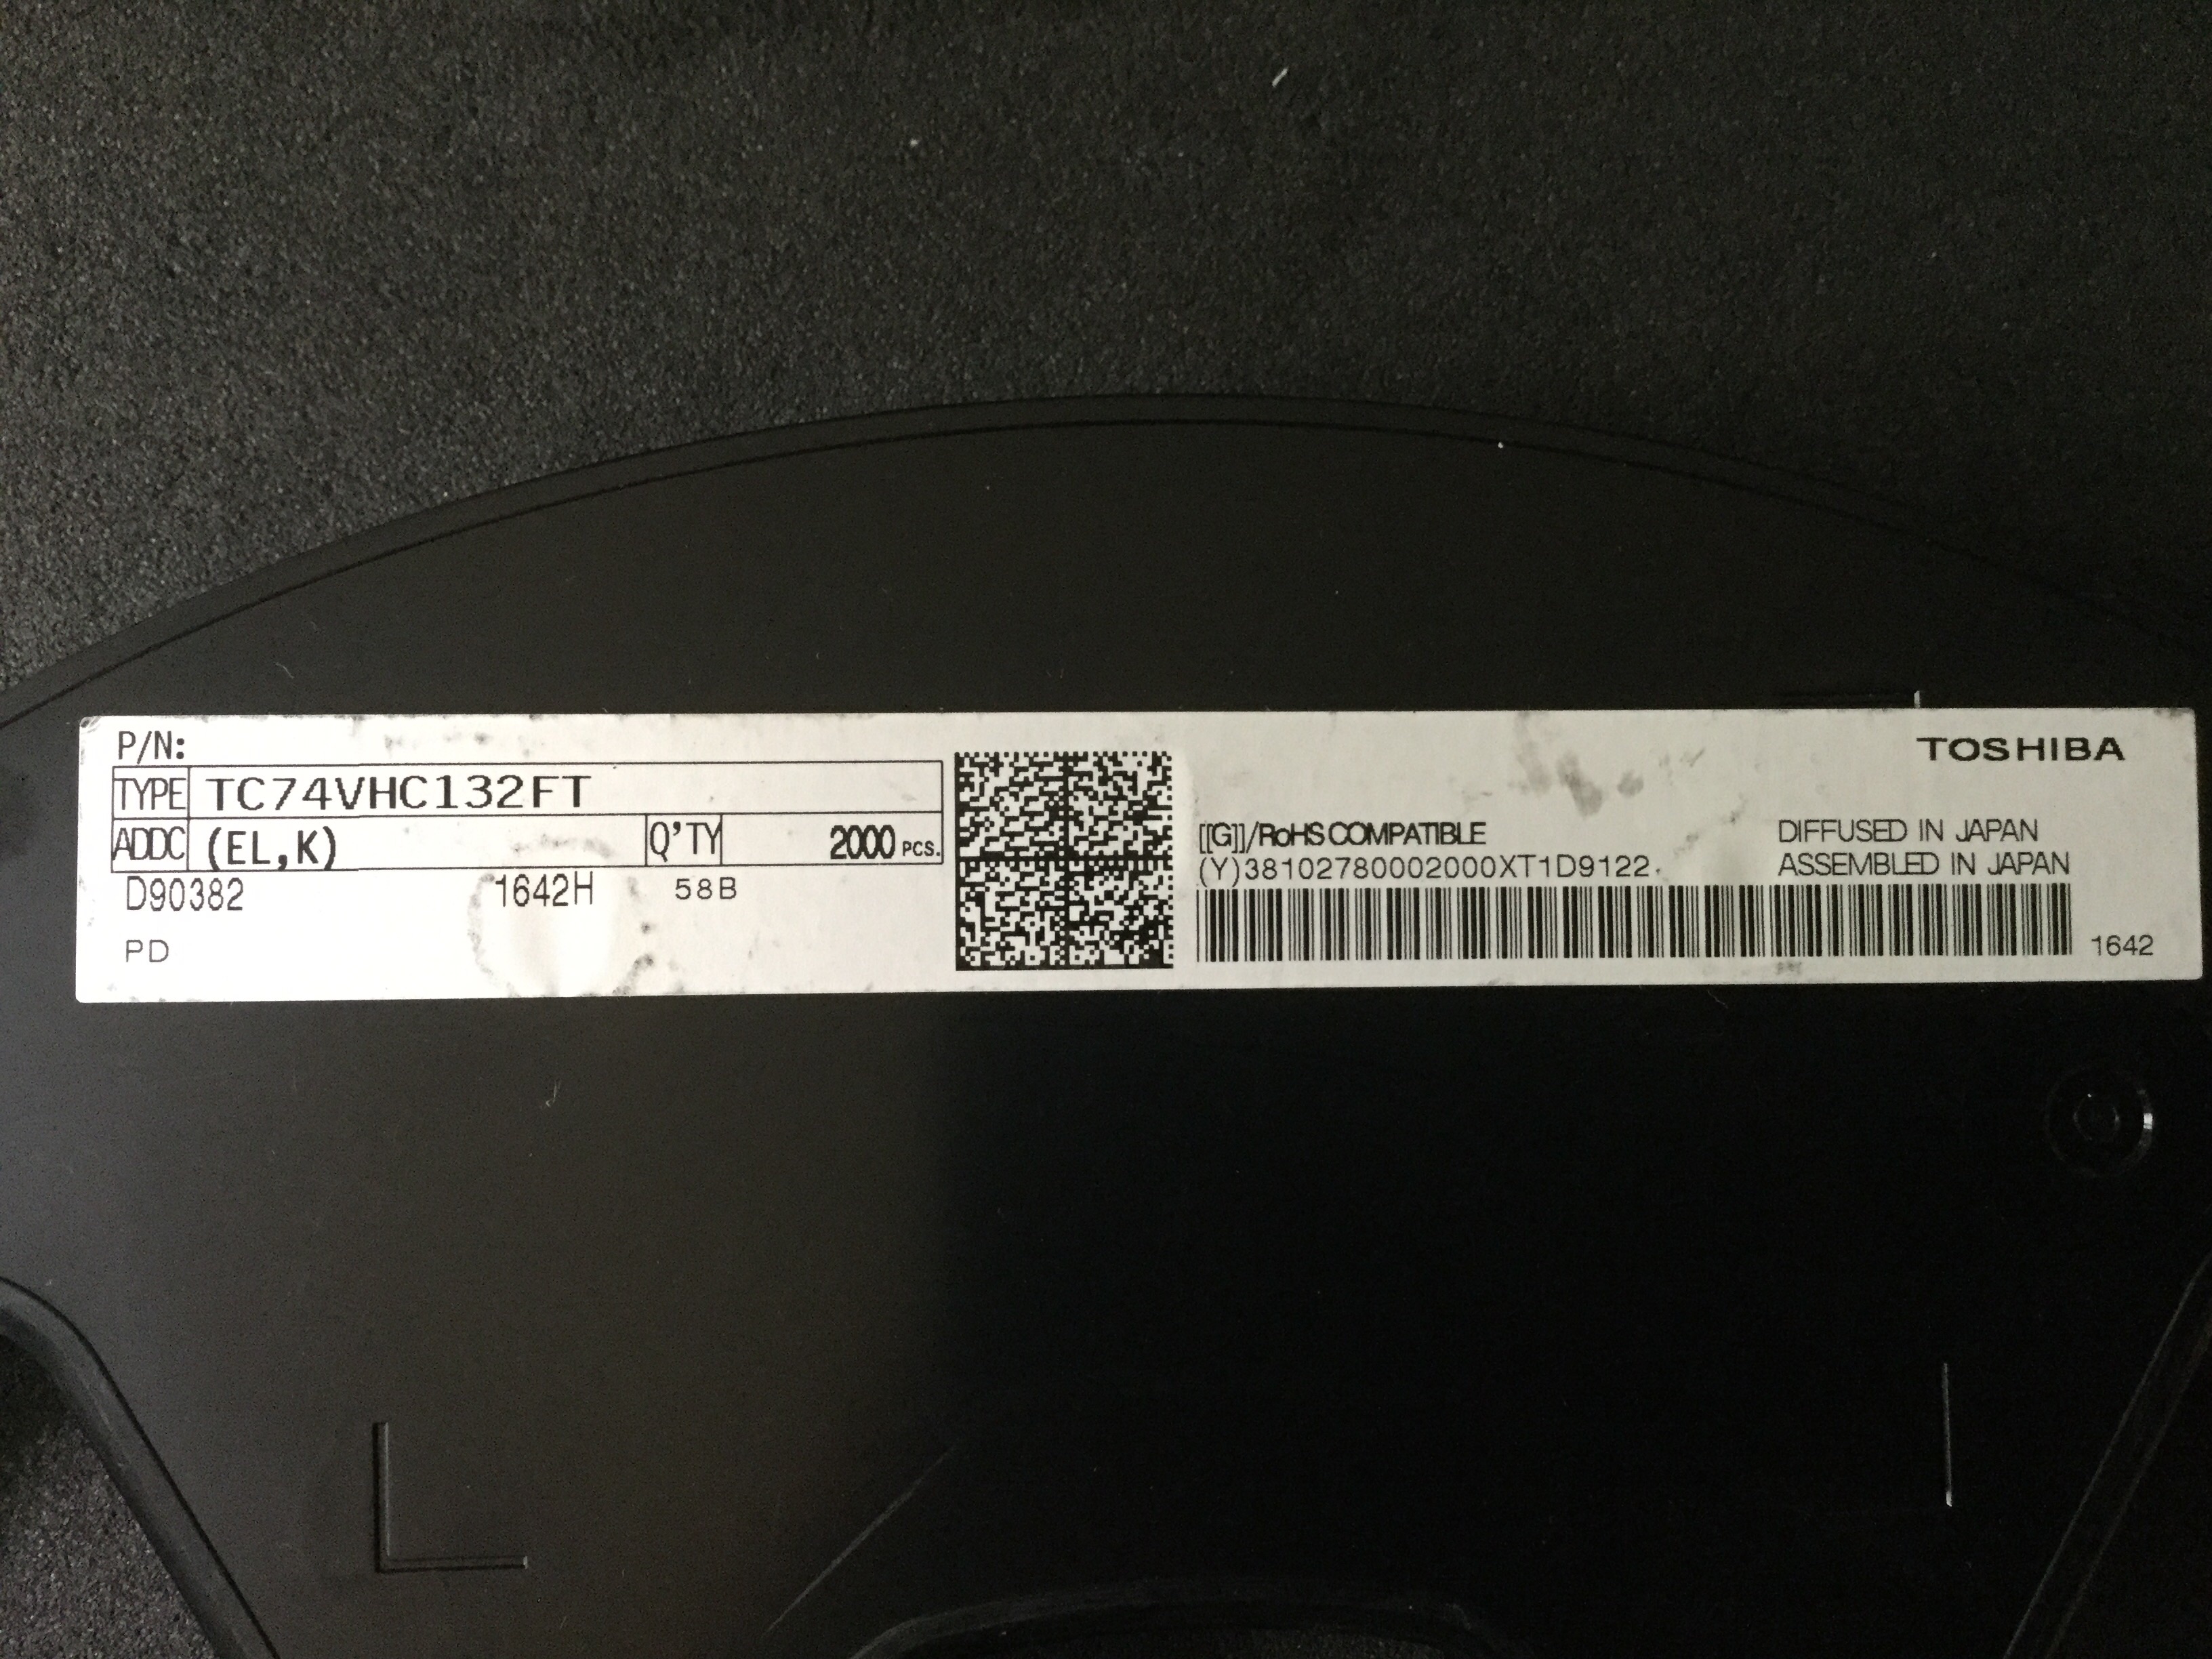 P/N:
TOSHIBA
TYPE TC74VHC132FT
ADDC (EL,K) Q'TY 2000 PCS.
[[G]]/RoHS COMPATIBLE DIFFUSED IN JAPAN
(Y)38102780002000XT1D9122. ASSEMBLED IN JAPAN
D90382 1642H 58B
PD
1642